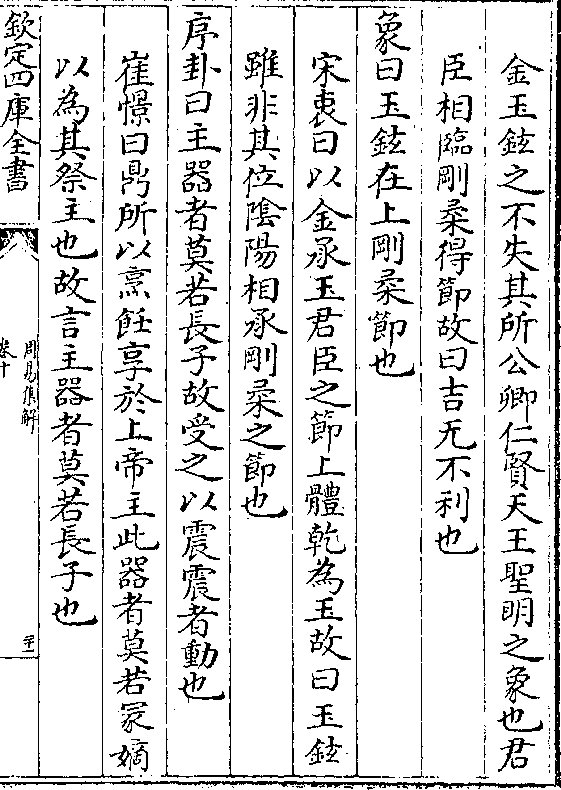 金玉鉉之不失其所公卿仁賢天王聖明之象也君
臣相臨剛柔得節故曰吉无不利也
象曰玉鉉在上剛柔節也
宋衷曰以金承玉君臣之節上體乾為玉故曰玉鉉
雖非其位陰陽相承剛柔之節也
序卦曰主器者莫若長子故受之以震震者動也
崔憬曰鼎所以烹飪享於上帝主此器者莫若冢嫡
以為其祭主也故言主器者莫若長子也
欽定四庫全書
周易集解
卷十
二十一